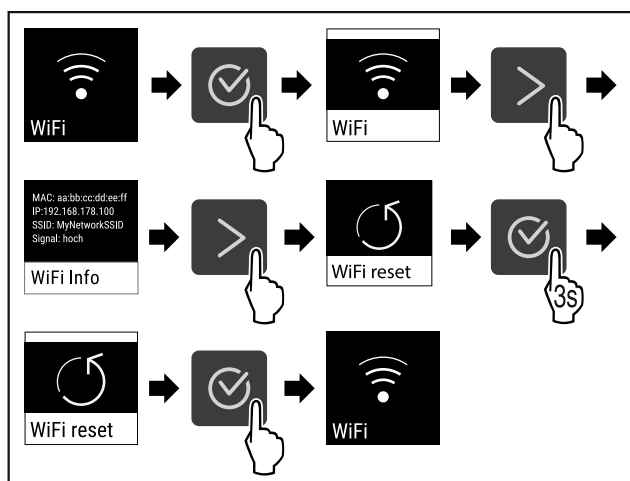 WiFi
WiFi
MAC: aa:bb:cc:dd:ee:ff
IP:192.168.178.100
SSID: MyNetworkSSID
Signal: hoch
WiFi Info
WiFi reset
3s
WiFi reset
WiFi